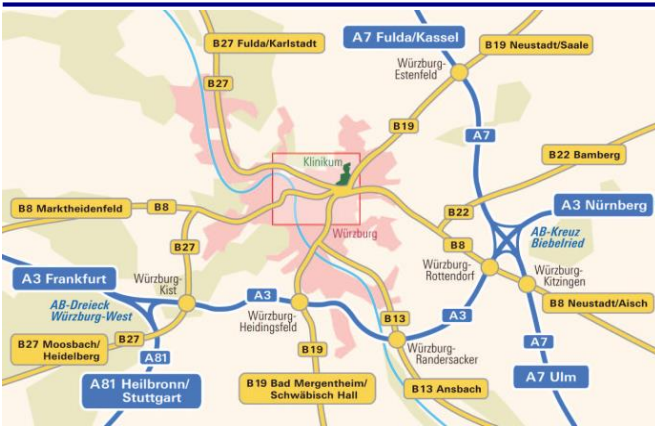 B27 Fulda/Karlstadt
A7 Fulda/Kassel
B19 Neustadt/Saale
Würzburg-
Estenfeld
B27
B19
A7
Klinikum
B22 Bamberg
B8 Marktheidenfeld
B8
B22
A3 Nürnberg
Würzburg
AB-Kreuz
Biebelried
B27
B8
A3 Frankfurt
Würzburg-
Kist
Würzburg-
Rottendorf
Würzburg-
Kitzingen
AB-Dreieck
Würzburg-West
A3
B8 Neustadt/Aisch
Würzburg-
Heidingsfeld
B13
A3
B27 Moosbach/
Heidelberg
B27
A81
B19
Würzburg-
Randersacker
A7
A81 Heilbronn/
Stuttgart
B19 Bad Mergentheim/
Schwäbisch Hall
B13 Ansbach
A7 Ulm